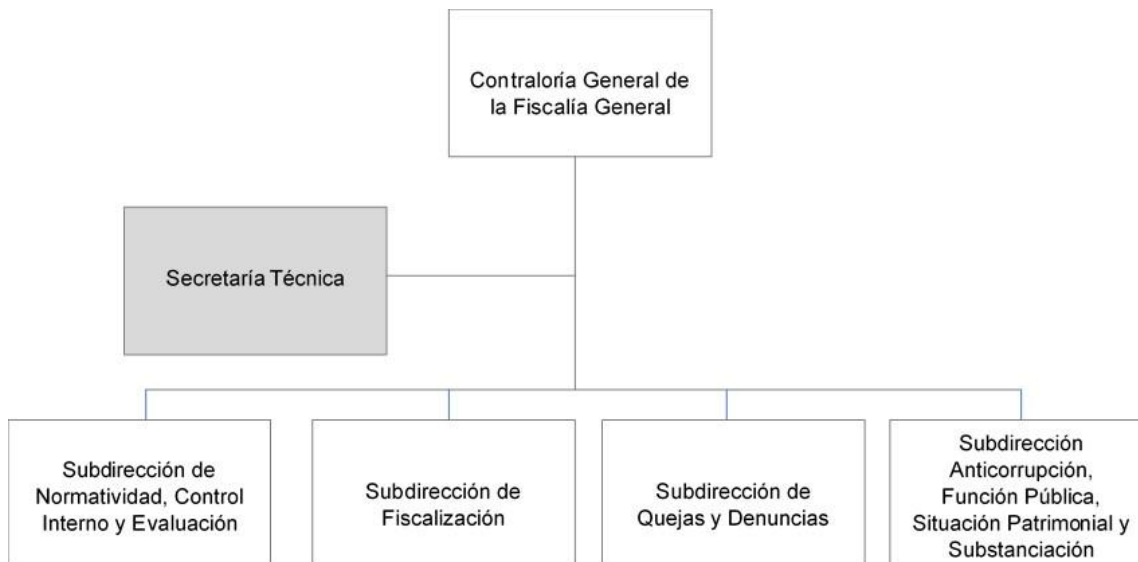 Contraloría General de
la Fiscalía General
Secretaría Técnica
Subdirección de
Normatividad, Control
Interno y Evaluación
Subdirección de
Fiscalización
Subdirección de
Quejas y Denuncias
Subdirección
Anticorrupción,
Función Pública,
Situación Patrimonial y
Substanciación